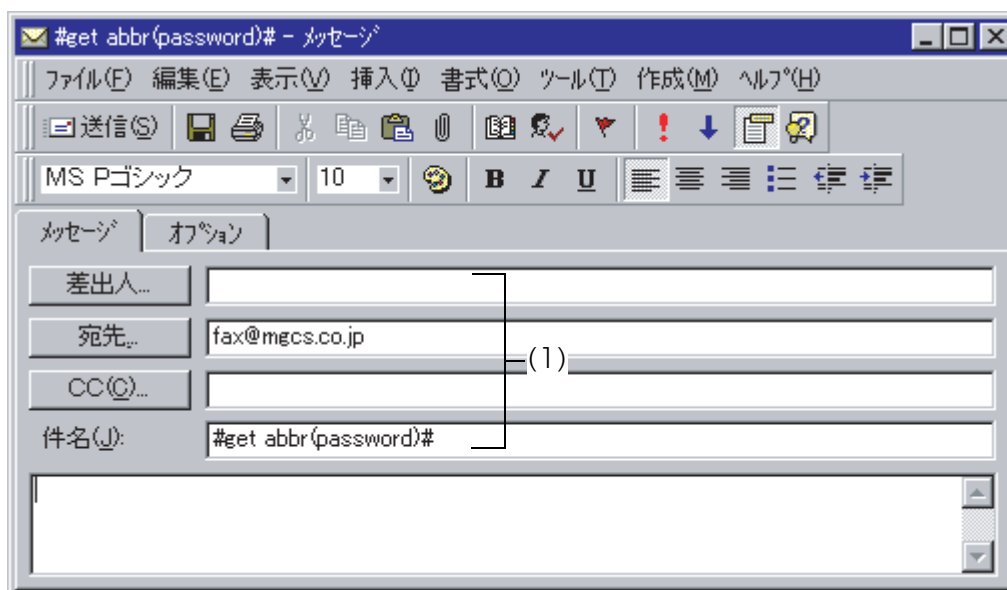 #get abbr(password)# - メッセージ
ファイル(F) 編集(E) 表示(V) 挿入(I) 書式(O) ツール(T) 作成(M) ヘルプ(H)
送信(S)
MS Pゴシック 10 B I U
メッセージ オプション
差出人...
宛先... fax@mgcs.co.jp
(1)
CC(C)...
件名(J): #get abbr(password)#